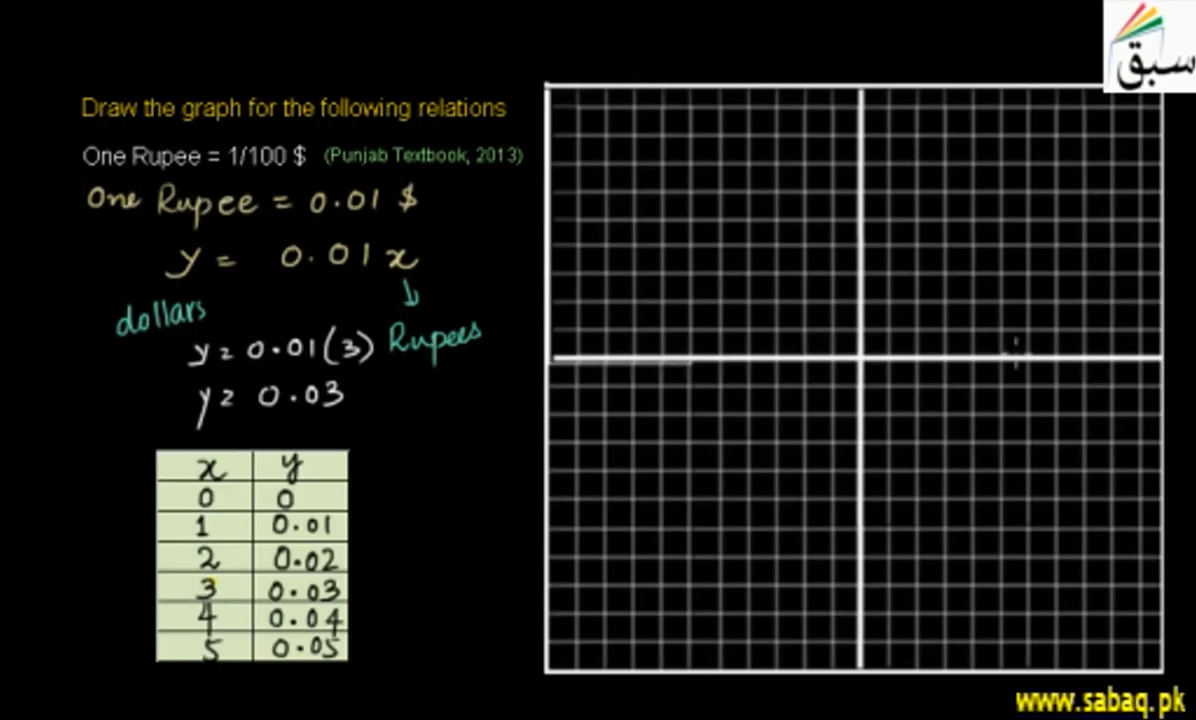 سبق
Draw the graph for the following relations
One Rupee = 1/100 $ (Punjab Textbook, 2013)
One Rupee = 0.01 $
y = 0.01 x
dollars
Rupees
y = 0.01 (3)
y = 0.03
x y
0 0
1 0.01
2 0.02
3 0.03
4 0.04
5 0.05
www.sabaq.pk